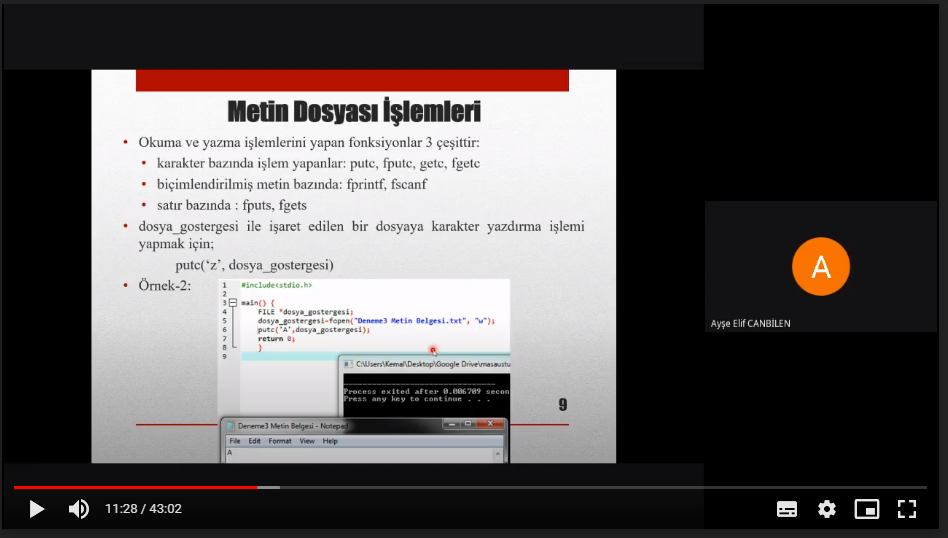 Metin Dosyası İşlemleri
• Okuma ve yazma işlemlerini yapan fonksiyonlar 3 çeşittir:
• karakter bazında işlem yapanlar: putc, fputc, getc, fgetc
• biçimlendirilmiş metin bazında: fprintf, fscanf
• satır bazında : fputs, fgets
• dosya_gostergesi ile işaret edilen bir dosyaya karakter yazdırma işlemi
yapmak için;
putc(‘z’, dosya_gostergesi)
• Örnek-2:
1 #include<stdio.h>
2
3 main() {
4 FILE *dosya_gostergesi;
5 dosya_gostergesi=fopen("Deneme3 Metin Belgesi.txt", "w");
6 putc('A',dosya_gostergesi);
7 return 0;
8 }
9
C:\Users\Kemal\Desktop\Google Drive\masaustu
Process exited after 0.006709 secon
Press any key to continue . . .
9
Deneme3 Metin Belgesi - Notepad
File Edit Format View Help
A
A
Ayşe Elif CANBİLEN
11:28 / 43:02